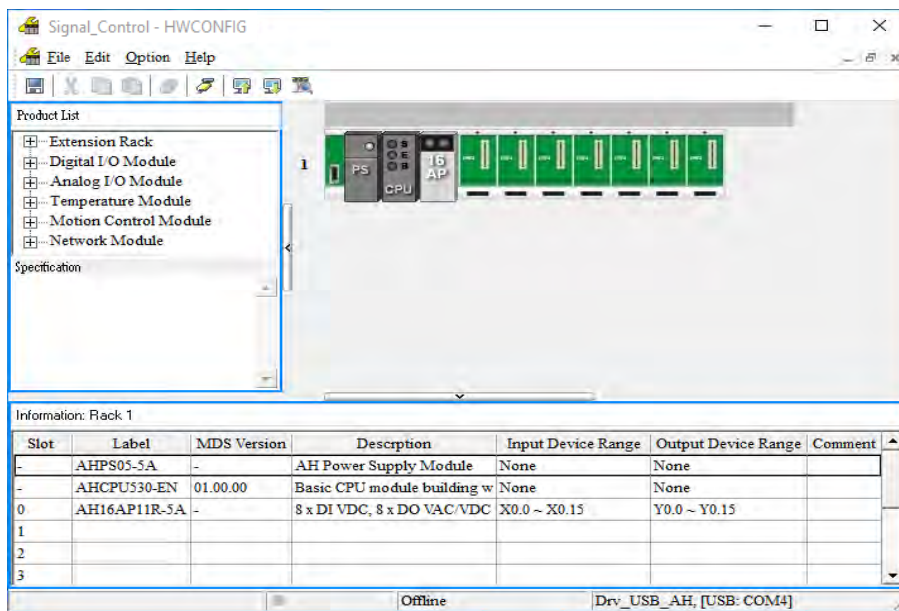 Signal_Control - HWCONFIG
File Edit Option Help
Product List
Extension Rack
Digital I/O Module
Analog I/O Module
Temperature Module
Motion Control Module
Network Module
Specification
1
PS
S
E
B
CPU
16
AP
Information: Rack 1
Slot Label MDS Version Descrption Input Device Range Output Device Range Comment
- AHPS05-5A - AH Power Supply Module None None
- AHCPU530-EN 01.00.00 Basic CPU module building w None None
0 AH16AP11R-5A - 8 x DI VDC, 8 x DO VAC/VDC X0.0 ~ X0.15 Y0.0 ~ Y0.15
1
2
3
Offline Drv_USB_AH, [USB: COM4]